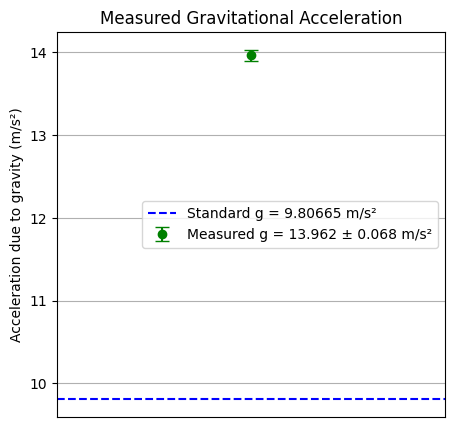 Measured Gravitational Acceleration
Acceleration due to gravity (m/s²)
14
13
12
11
10
Standard g = 9.80665 m/s²
Measured g = 13.962 ± 0.068 m/s²